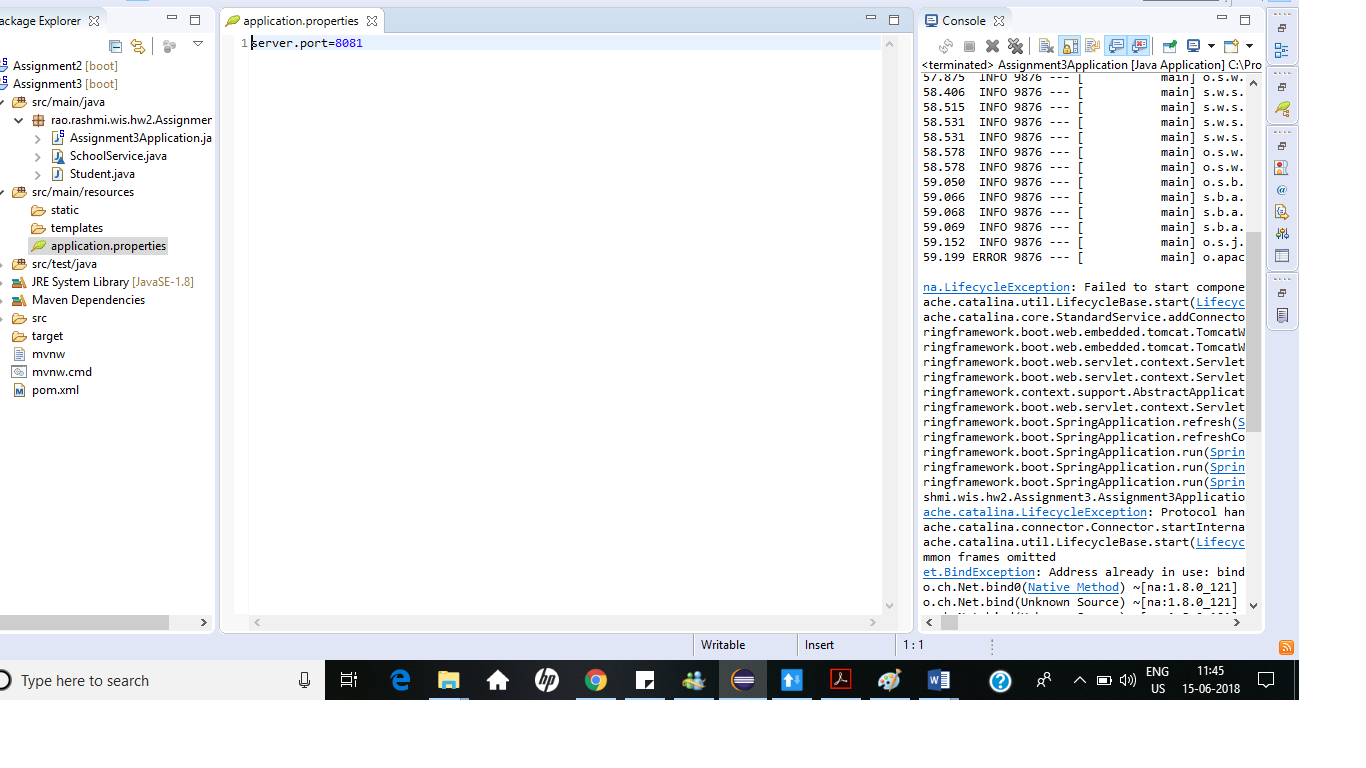 ackage Explorer
Assignment2 [boot]
Assignment3 [boot]
src/main/java
rao.rashmi.wis.hw2.Assignmer
Assignment3Application.ja
SchoolService.java
Student.java
src/main/resources
static
templates
application.properties
src/test/java
JRE System Library [JavaSE-1.8]
Maven Dependencies
src
target
mvnw
mvnw.cmd
pom.xml
application.properties
1 server.port=8081
Console
<terminated> Assignment3Application [Java Application] C:\Pro
57.875 INFO 9876 --- [ main] o.s.w.
58.406 INFO 9876 --- [ main] s.w.s.
58.515 INFO 9876 --- [ main] s.w.s.
58.531 INFO 9876 --- [ main] s.w.s.
58.531 INFO 9876 --- [ main] s.w.s.
58.578 INFO 9876 --- [ main] o.s.w.
58.578 INFO 9876 --- [ main] o.s.w.
59.050 INFO 9876 --- [ main] o.s.b.
59.066 INFO 9876 --- [ main] s.b.a.
59.068 INFO 9876 --- [ main] s.b.a.
59.069 INFO 9876 --- [ main] s.b.a.
59.152 INFO 9876 --- [ main] o.s.j.
59.199 ERROR 9876 --- [ main] o.apac
na.LifecycleException: Failed to start compone
ache.catalina.util.LifecycleBase.start(Lifecyc
ache.catalina.core.StandardService.addConnecto
ringframework.boot.web.embedded.tomcat.TomcatW
ringframework.boot.web.embedded.tomcat.TomcatW
ringframework.boot.web.servlet.context.Servlet
ringframework.boot.web.servlet.context.Servlet
ringframework.context.support.AbstractApplicat
ringframework.boot.web.servlet.context.Servlet
ringframework.boot.SpringApplication.refresh(S
ringframework.boot.SpringApplication.refreshCo
ringframework.boot.SpringApplication.run(Sprin
ringframework.boot.SpringApplication.run(Sprin
ringframework.boot.SpringApplication.run(Sprin
shmi.wis.hw2.Assignment3.Assignment3Applicatio
ache.catalina.LifecycleException: Protocol han
ache.catalina.connector.Connector.startInterna
ache.catalina.util.LifecycleBase.start(Lifecyc
mmon frames omitted
et.BindException: Address already in use: bind
o.ch.Net.bind0(Native Method) ~[na:1.8.0_121]
o.ch.Net.bind(Unknown Source) ~[na:1.8.0_121]
Writable
Insert
1 : 1
Type here to search
hp
ENG
US
11:45
15-06-2018